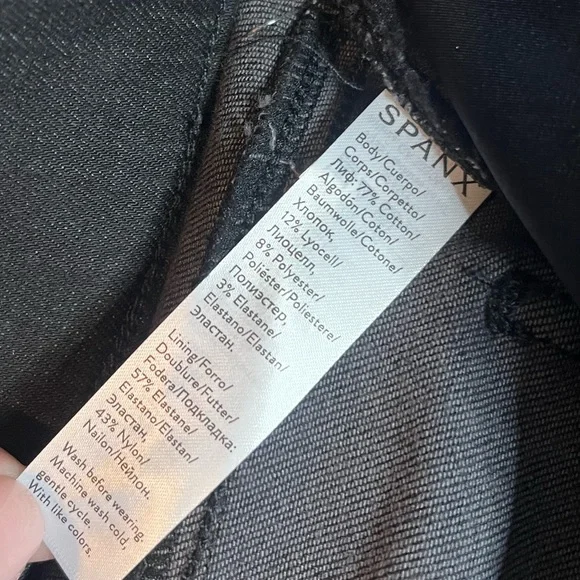 SPANX
Body/Cuerpo/
Corps/Corpetto/
Лиф: 77% Cotton/
Algodón/Coton/
Baumwolle/Cotone/
Хлопок,
12% Lyocell/
Лиоцелл,
8% Polyester/
Poliéster/Poliestere/
Полиэстер,
3% Elastane/
Elastano/Elastan/
Эластан.
Lining/Forro/
Doublure/Futter/
Fodera/Подкладка:
57% Elastane/
Elastano/Elastan/
Эластан,
43% Nylon/
Nailon/Нейлон.
Wash before wearing.
Machine wash cold,
gentle cycle.
With like colors.